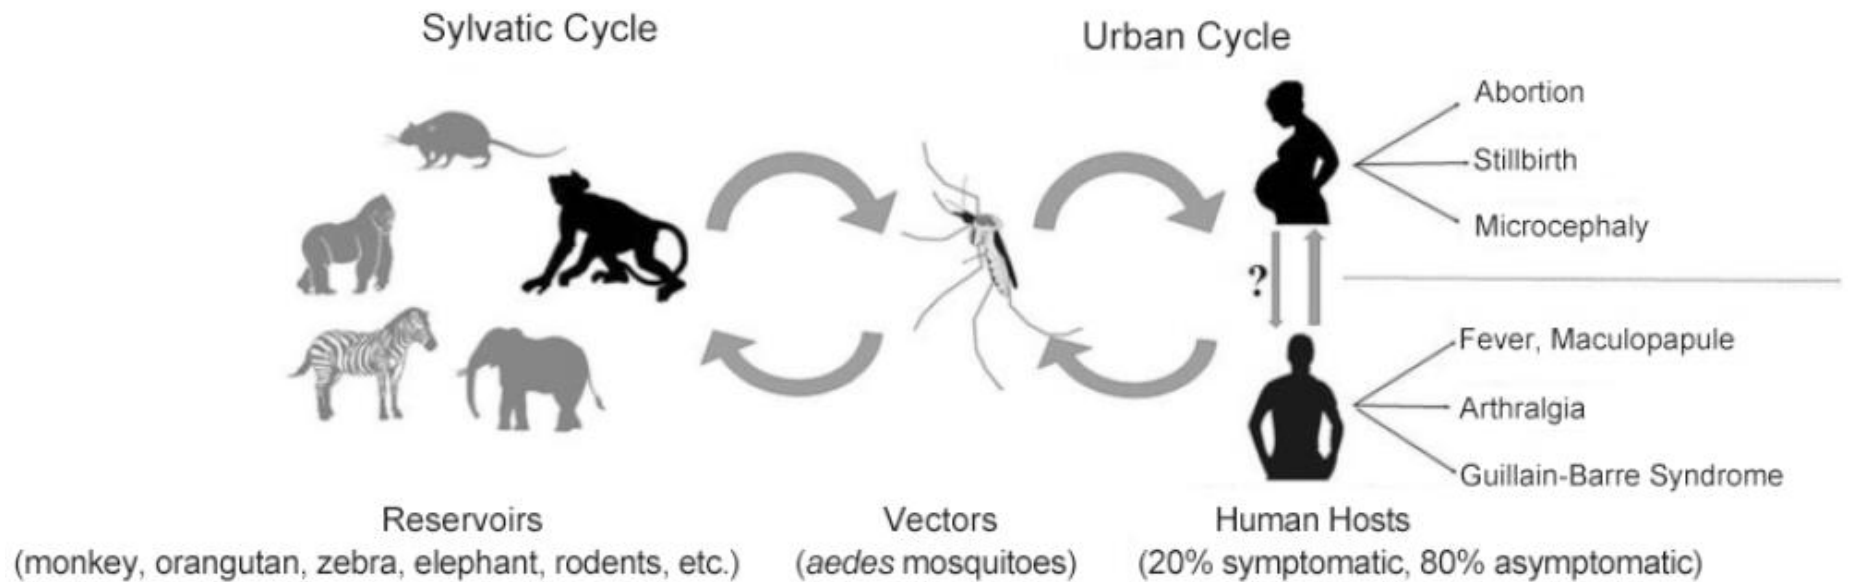 Sylvatic Cycle
Urban Cycle
Abortion
Stillbirth
Microcephaly
?
Fever, Maculopapule
Arthralgia
Guillain-Barre Syndrome
Reservoirs
(monkey, orangutan, zebra, elephant, rodents, etc.)
Vectors
(aedes mosquitoes)
Human Hosts
(20% symptomatic, 80% asymptomatic)